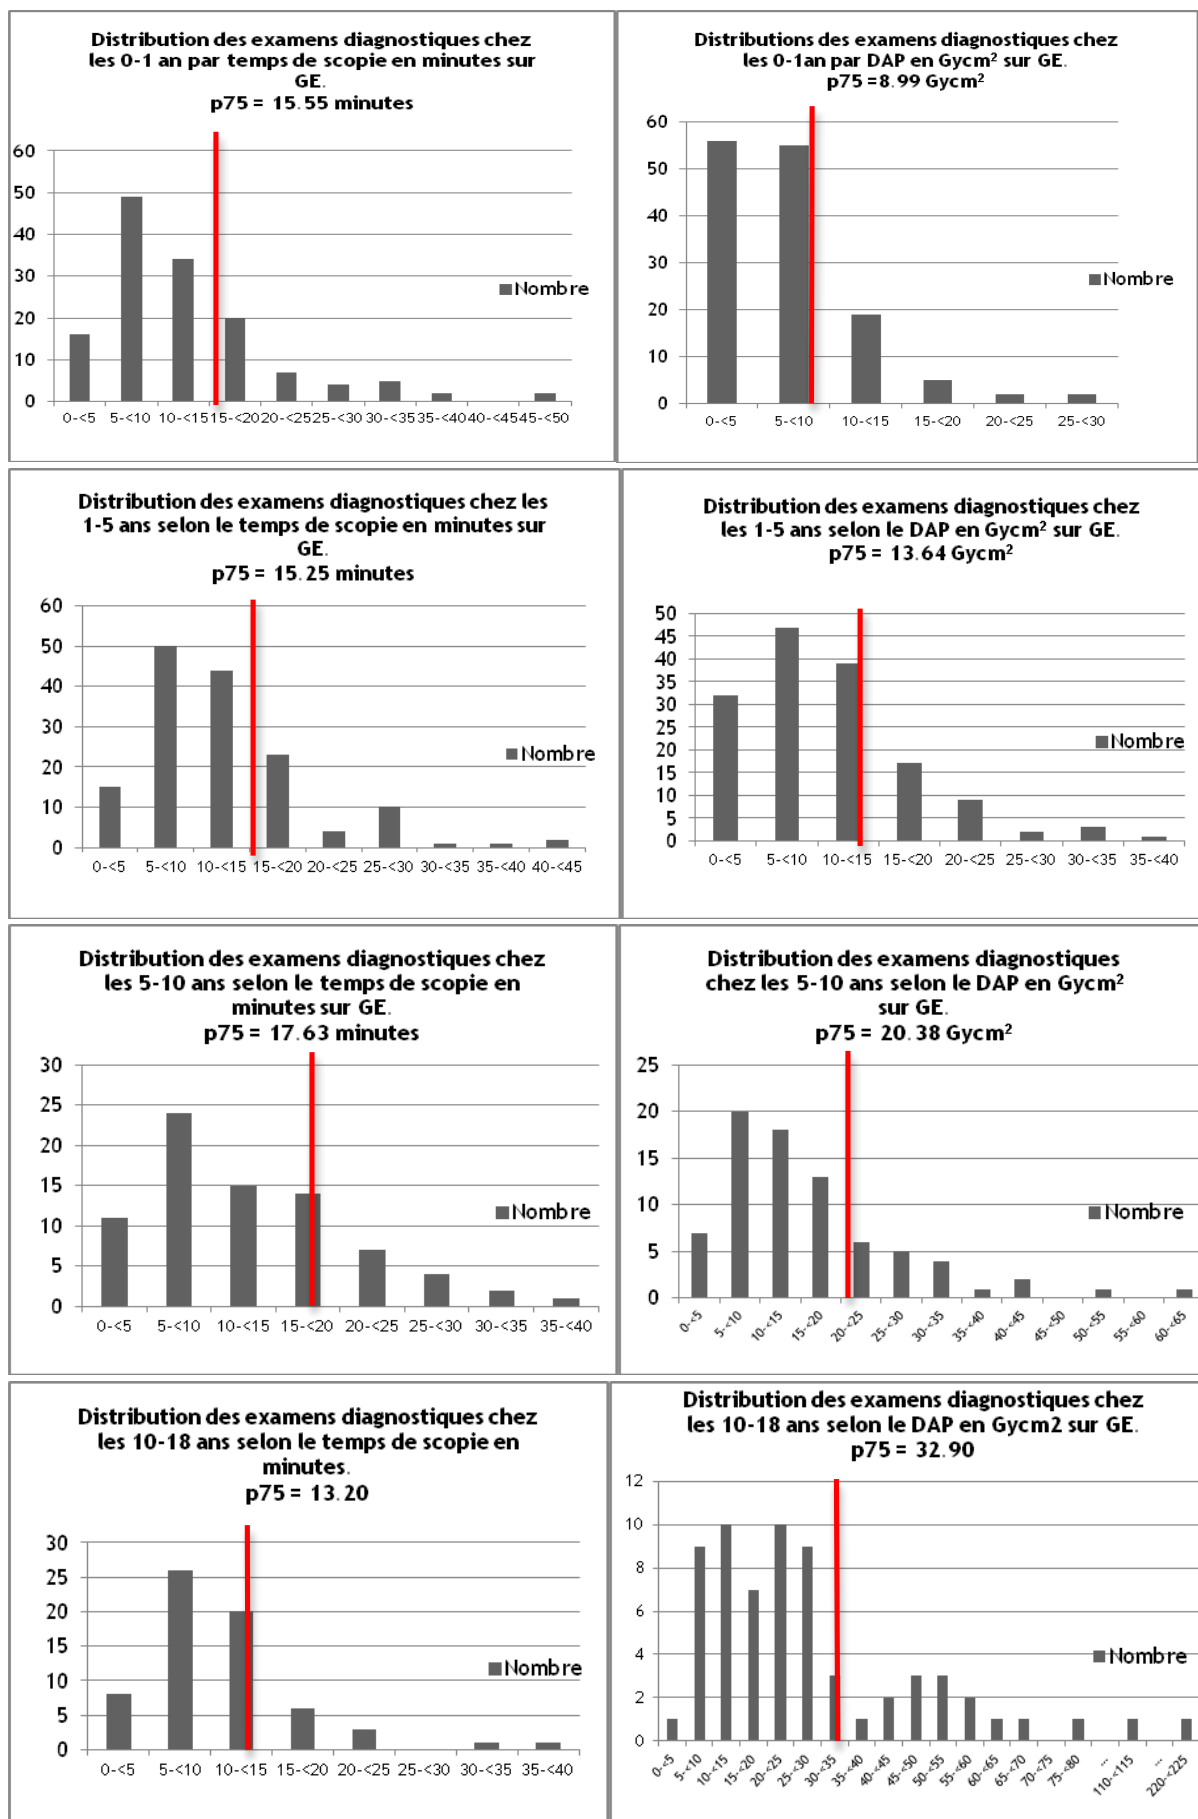 Distribution des examens diagnostiques chez
les 0-1 an par temps de scopie en minutes sur
GE.
p75 = 15.55 minutes
60
50
40
30
20
10
0
Nombre
0-<5 5-<10 10-<15 15-<20 20-<25 25-<30 30-<35 35-<40 40-<45 45-<50
Distributions des examens diagnostiques chez
les 0-1an par DAP en Gycm² sur GE.
p75 =8.99 Gycm²
60
50
40
30
20
10
0
Nombre
0-<5 5-<10 10-<15 15-<20 20-<25 25-<30
Distribution des examens diagnostiques chez les
1-5 ans selon le temps de scopie en minutes sur
GE.
p75 = 15.25 minutes
60
50
40
30
20
10
0
Nombre
0-<5 5-<10 10-<15 15-<20 20-<25 25-<30 30-<35 35-<40 40-<45
Distribution des examens diagnostiques chez
les 1-5 ans selon le DAP en Gycm² sur GE.
p75 = 13.64 Gycm²
50
45
40
35
30
25
20
15
10
5
0
Nombre
0-<5 5-<10 10-<15 15-<20 20-<25 25-<30 30-<35 35-<40
Distribution des examens diagnostiques chez
les 5-10 ans selon le temps de scopie en
minutes sur GE.
p75 = 17.63 minutes
30
25
20
15
10
5
0
Nombre
0-<5 5-<10 10-<15 15-<20 20-<25 25-<30 30-<35 35-<40
Distribution des examens diagnostiques
chez les 5-10 ans selon le DAP en Gycm²
sur GE.
p75 = 20.38 Gycm²
25
20
15
10
5
0
Nombre
0-<5 5-<10 10-<15 15-<20 20-<25 25-<30 30-<35 35-<40 40-<45 45-<50 50-<55 55-<60 60-<65
Distribution des examens diagnostiques chez
les 10-18 ans selon le temps de scopie en
minutes.
p75 = 13.20
30
25
20
15
10
5
0
Nombre
0-<5 5-<10 10-<15 15-<20 20-<25 25-<30 30-<35 35-<40
Distribution des examens diagnostiques chez
les 10-18 ans selon le DAP en Gycm2 sur GE.
p75 = 32.90
12
10
8
6
4
2
0
Nombre
0-<5 5-<10 10-<15 15-<20 20-<25 25-<30 30-<35 35-<40 40-<45 45-<50 50-<55 55-<60 60-<65 65-<70 70-<75 75-<80 ... 110-<115 ... 220-<225